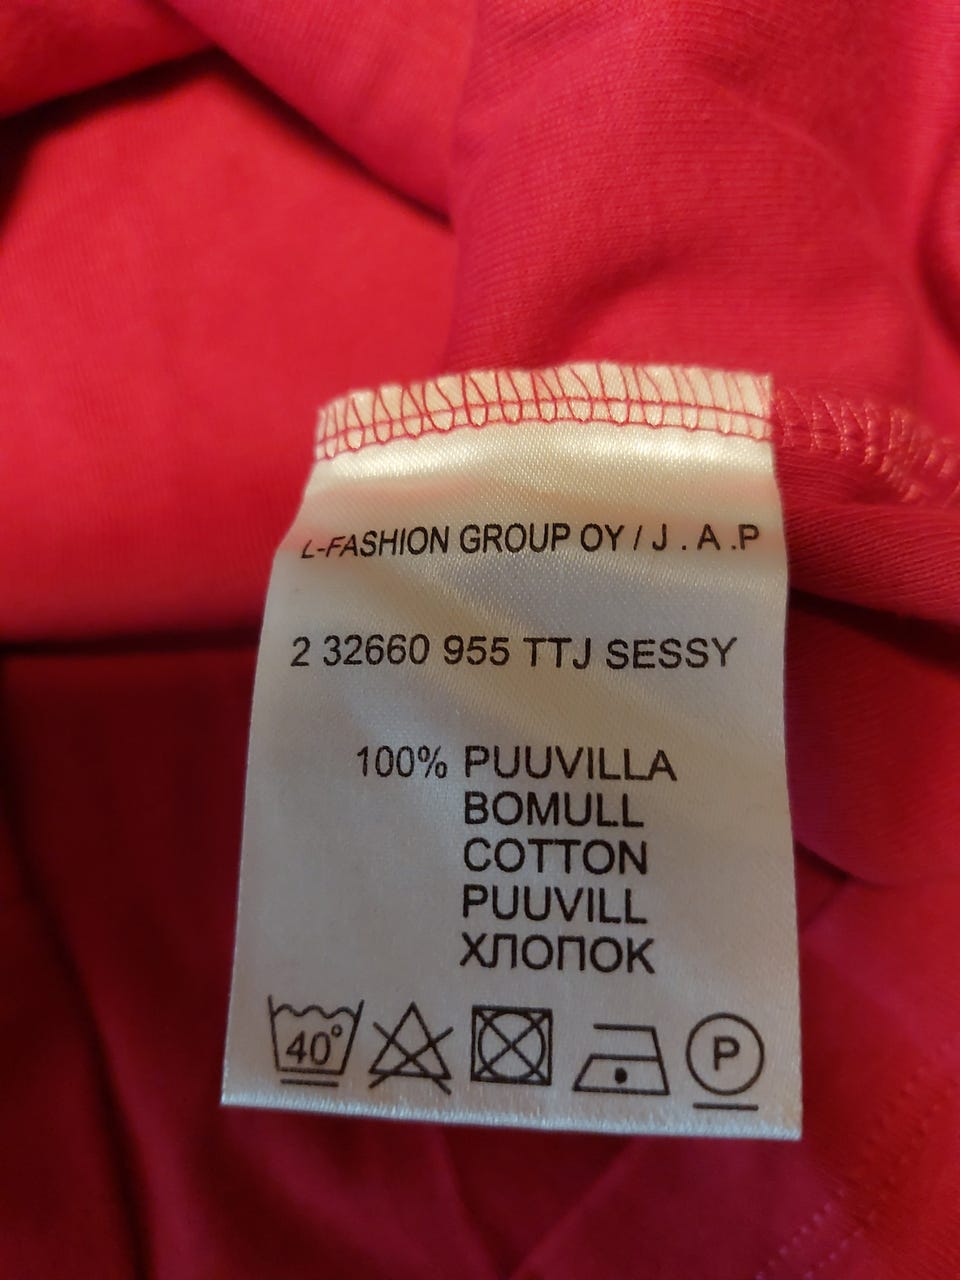 L-FASHION GROUP OY / J . A .P
2 32660 955 TTJ SESSY
100% PUUVILLA
BOMULL
COTTON
PUUVILL
ХЛОПОК
40° P